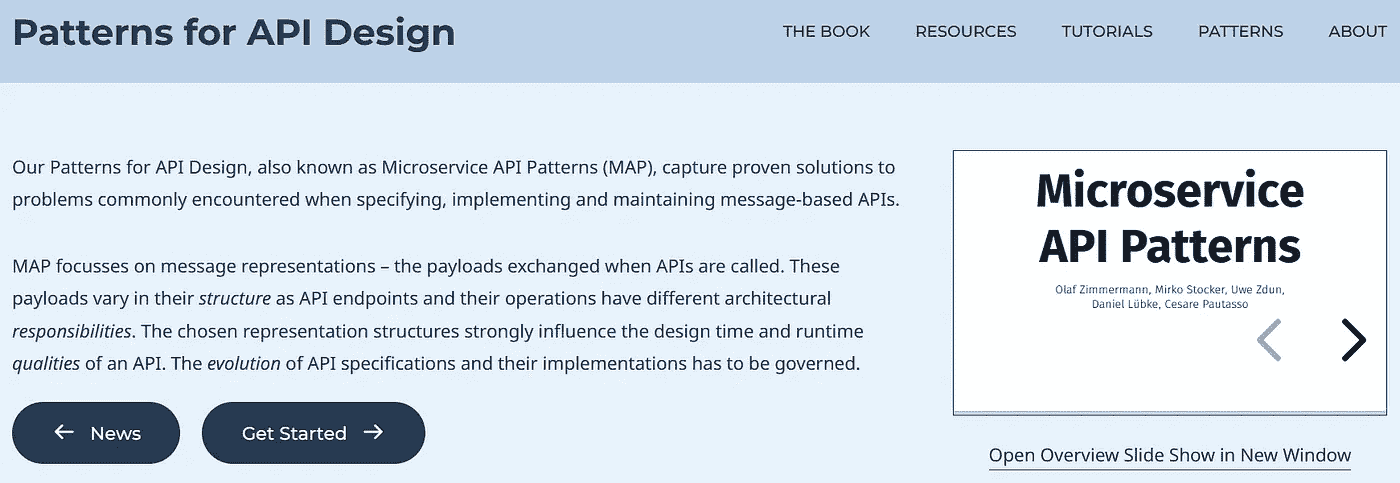 Patterns for API Design
THE BOOK RESOURCES TUTORIALS PATTERNS ABOUT
Our Patterns for API Design, also known as Microservice API Patterns (MAP), capture proven solutions to
problems commonly encountered when specifying, implementing and maintaining message-based APIs.
MAP focusses on message representations – the payloads exchanged when APIs are called. These
payloads vary in their structure as API endpoints and their operations have different architectural
responsibilities. The chosen representation structures strongly influence the design time and runtime
qualities of an API. The evolution of API specifications and their implementations has to be governed.
← News
Get Started →
Microservice
API Patterns
Olaf Zimmermann, Mirko Stocker, Uwe Zdun,
Daniel Lübke, Cesare Pautasso
Open Overview Slide Show in New Window